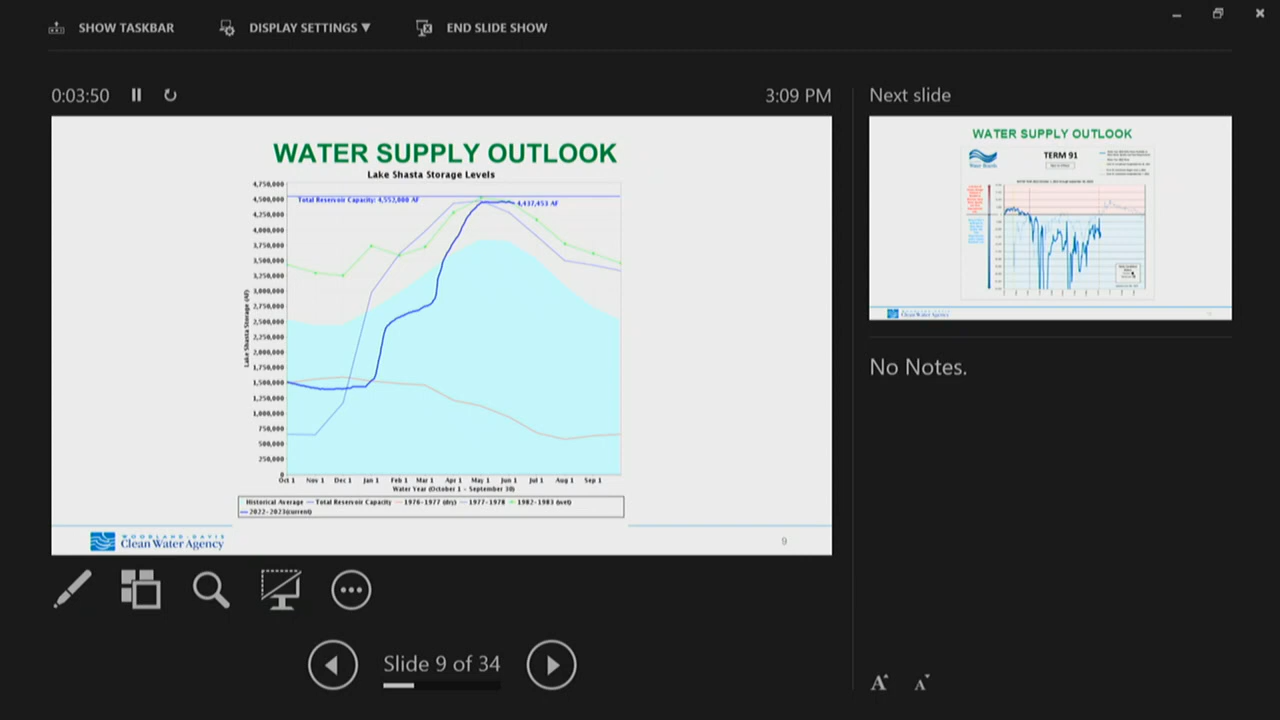 SHOW TASKBAR
DISPLAY SETTINGS ▼
END SLIDE SHOW
0:03:50
3:09 PM
WATER SUPPLY OUTLOOK
Lake Shasta Storage Levels
4,750,000
4,500,000
4,250,000
4,000,000
3,750,000
3,500,000
3,250,000
3,000,000
2,750,000
2,500,000
2,250,000
2,000,000
1,750,000
1,500,000
1,250,000
1,000,000
750,000
500,000
250,000
0
Lake Shasta Storage (AF)
Total Reservoir Capacity: 4,552,000 AF
4,437,453 AF
Oct 1 Nov 1 Dec 1 Jan 1 Feb 1 Mar 1 Apr 1 May 1 Jun 1 Jul 1 Aug 1 Sep 1
Water Year (October 1 - September 30)
Historical Average Total Reservoir Capacity 1976-1977 (dry) 1977-1978 1982-1983 (wet)
2022-2023(current)
WOODLAND-DAVIS
Clean Water Agency
9
Slide 9 of 34
Next slide
WATER SUPPLY OUTLOOK
TERM 91
Water Boards
Clean Water Agency
No Notes.
A A